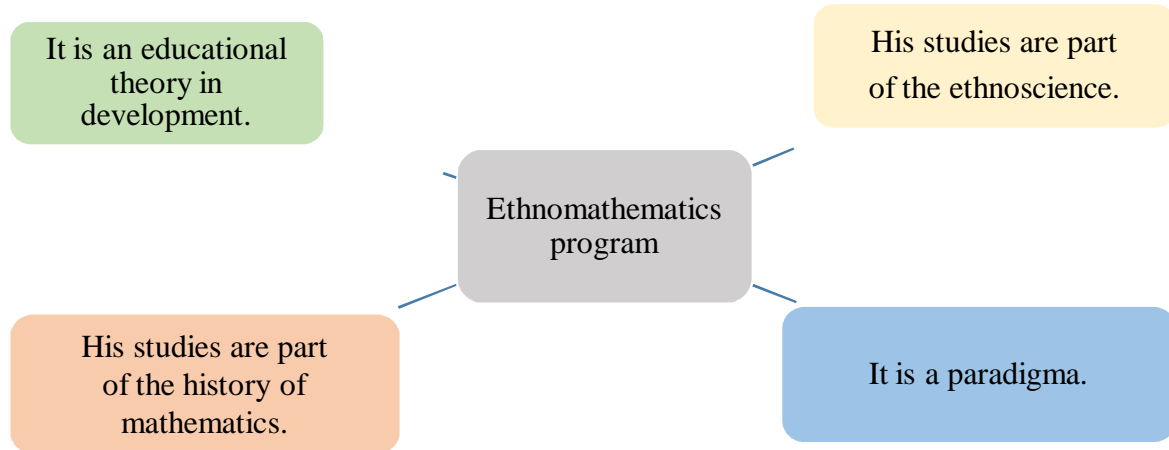 It is an educational
theory in
development.
His studies are part
of the ethnoscience.
Ethnomathematics
program
His studies are part
of the history of
mathematics.
It is a paradigma.